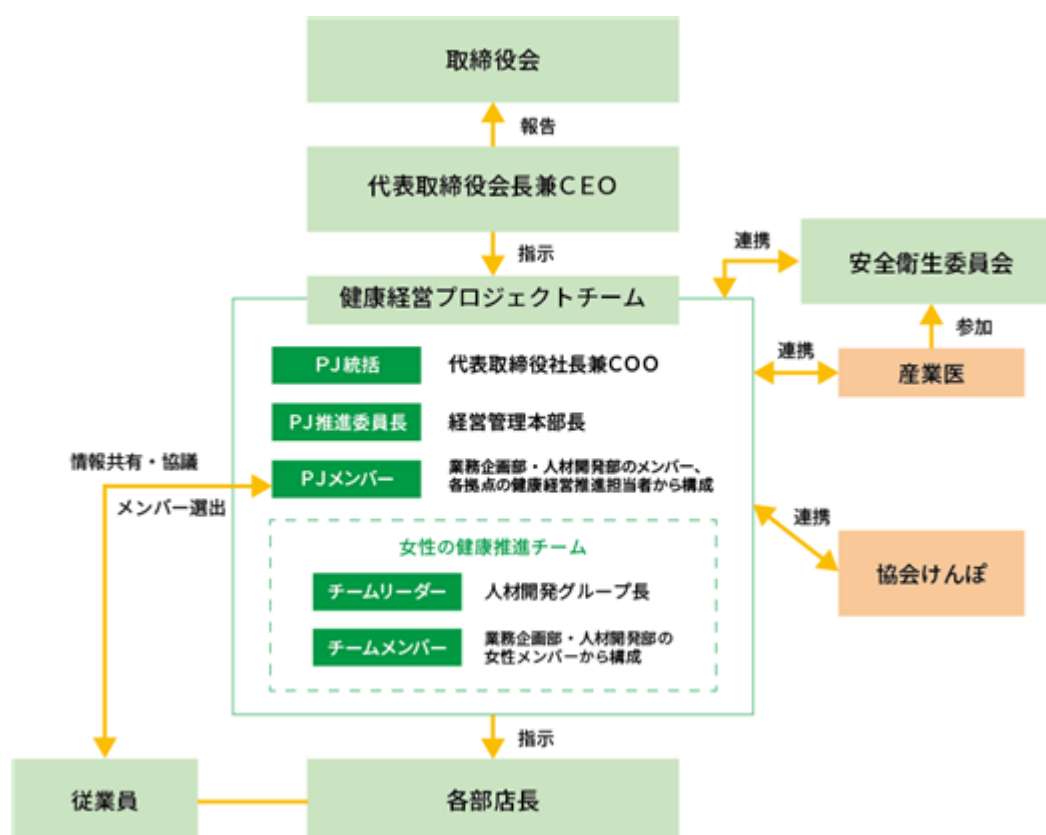 取締役会
報告
代表取締役会長兼CEO
指示
連携
安全衛生委員会
健康経営プロジェクトチーム
参加
PJ統括
代表取締役社長兼COO
連携
産業医
PJ推進委員長
経営管理本部長
情報共有・協議
メンバー選出
PJメンバー
業務企画部・人材開発部のメンバー、
各拠点の健康経営推進担当者から構成
連携
女性の健康推進チーム
協会けんぽ
チームリーダー
人材開発グループ長
チームメンバー
業務企画部・人材開発部の
女性メンバーから構成
指示
従業員
各部店長